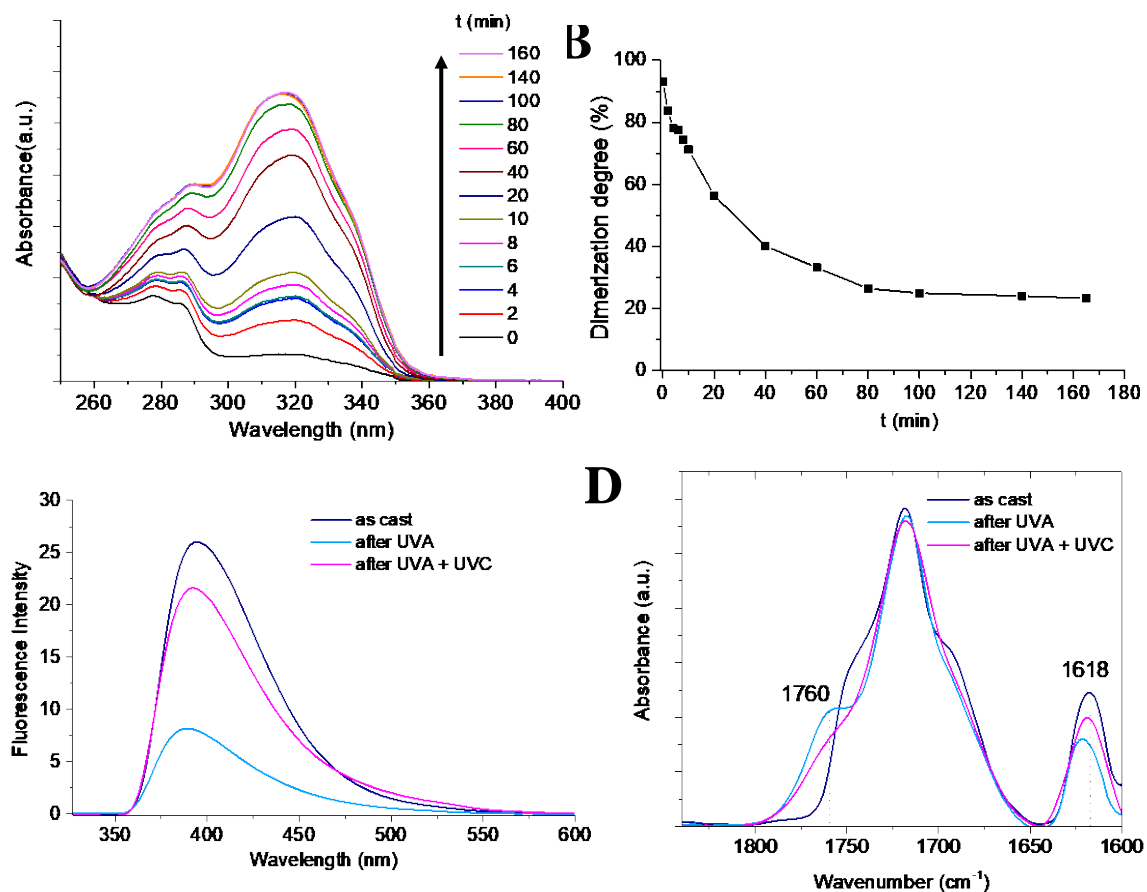 t (min)
160
140
100
80
60
40
20
10
8
6
4
2
0
Absorbance(a.u.)
260 280 300 320 340 360 380 400
Wavelength (nm)
B
100
80
60
40
20
0
Dimerization degree (%)
0 20 40 60 80 100 120 140 160 180
t (min)
30
25
20
15
10
5
0
Fluorescence Intensity
as cast
after UVA
after UVA + UVC
350 400 450 500 550 600
Wavelength (nm)
D
as cast
after UVA
after UVA + UVC
1760
1618
Absorbance (a.u.)
1800 1750 1700 1650 1600
Wavenumber (cm⁻¹)